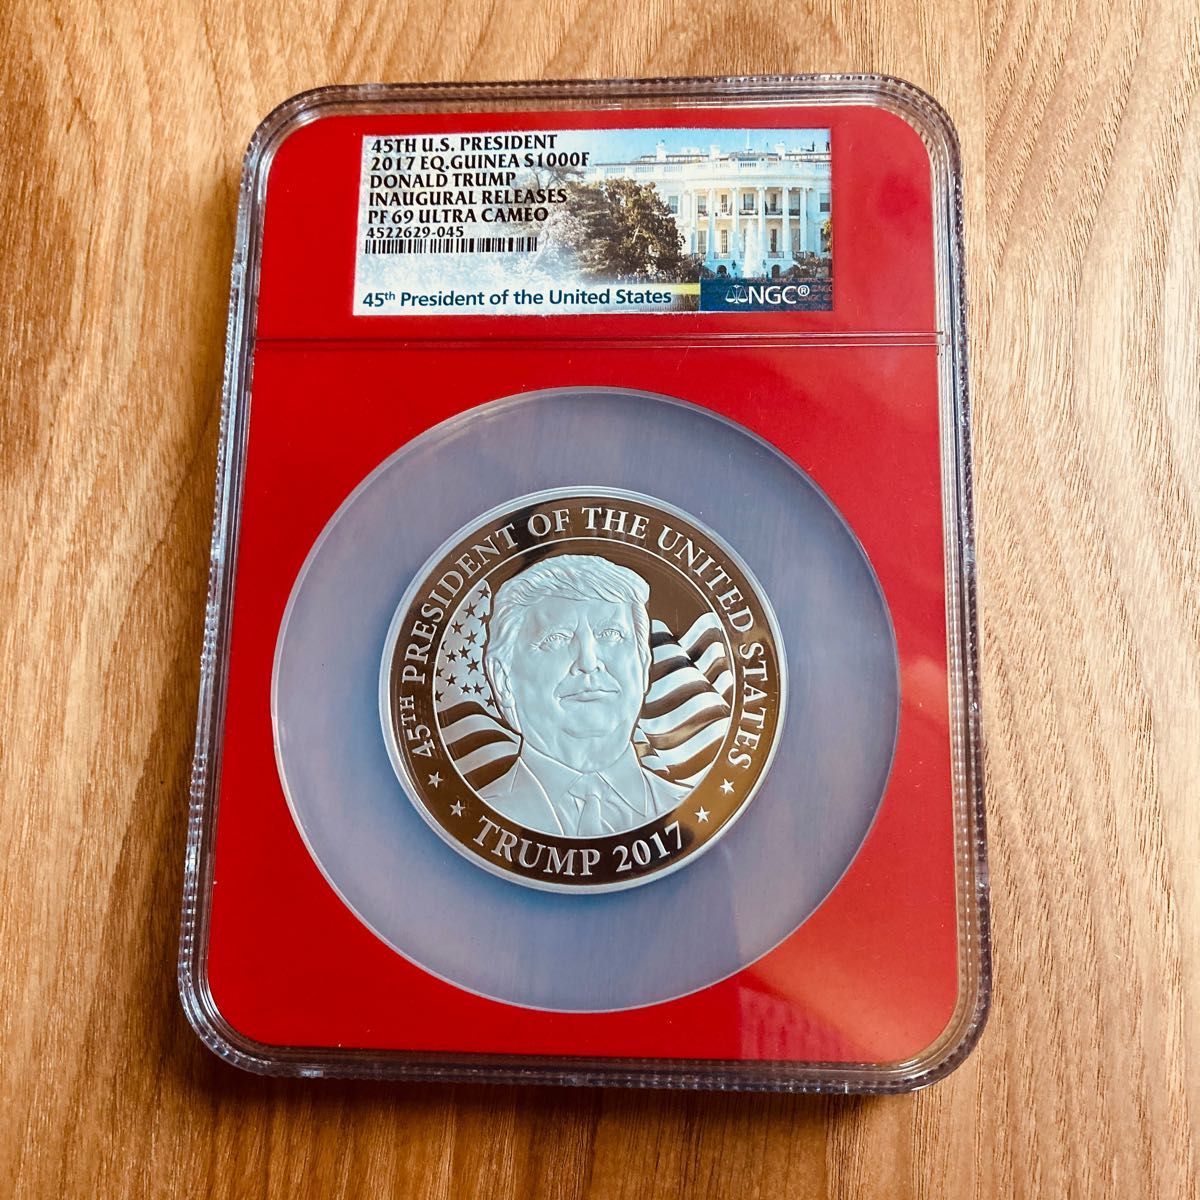 45TH U.S. PRESIDENT
2017 EQ.GUINEA S1000F
DONALD TRUMP
INAUGURAL RELEASES
PF 69 ULTRA CAMEO
4522629-045
45th President of the United States
NGC®
45TH PRESIDENT OF THE UNITED STATES
TRUMP 2017